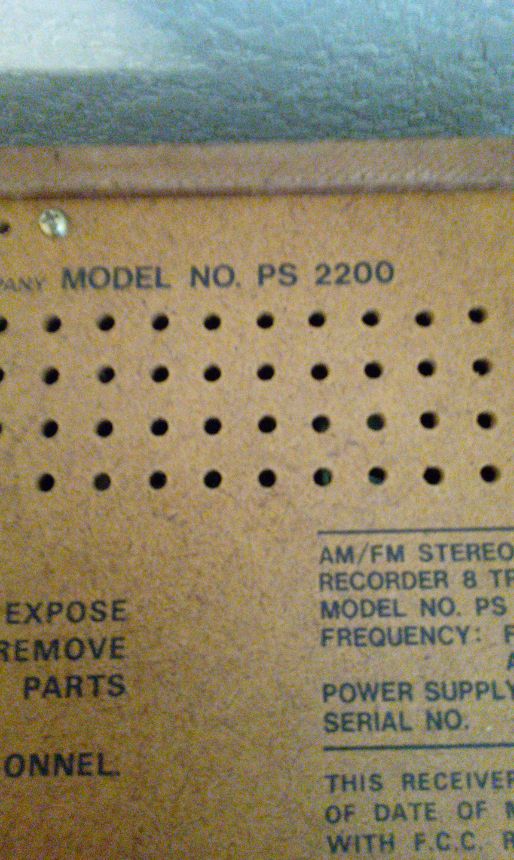 PANY MODEL NO. PS 2200
EXPOSE
REMOVE
PARTS
ONNEL.
AM/FM STEREO
RECORDER 8 TR
MODEL NO. PS
FREQUENCY: F
A
POWER SUPPLY
SERIAL NO.
THIS RECEIVER
OF DATE OF M
WITH F.C.C. R